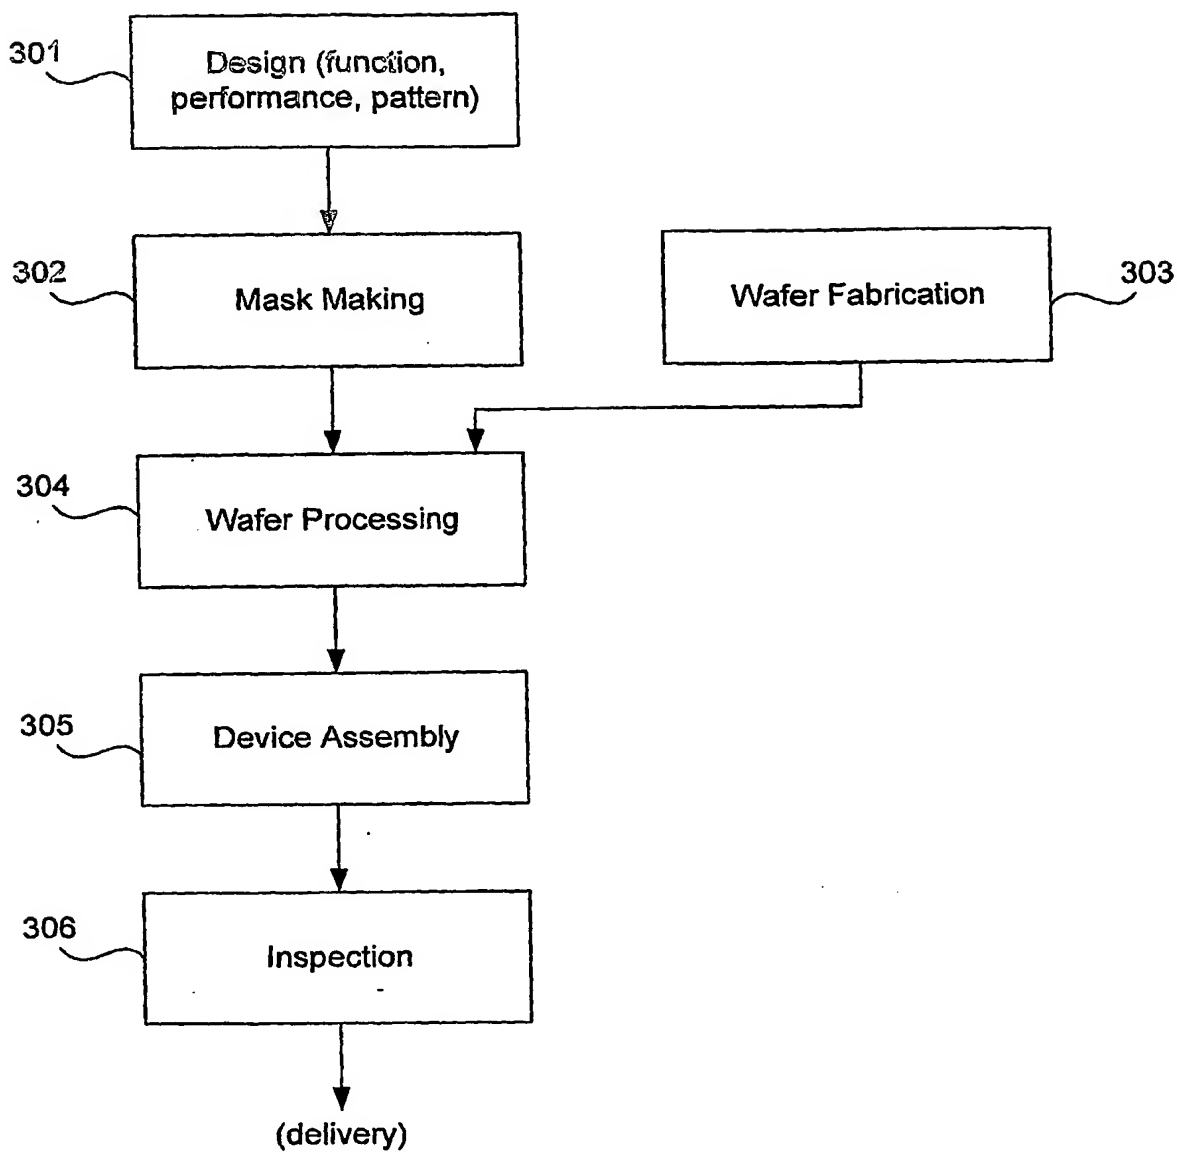 301
Design (function,
performance, pattern)
302
Mask Making
Wafer Fabrication
303
304
Wafer Processing
305
Device Assembly
306
Inspection
(delivery)